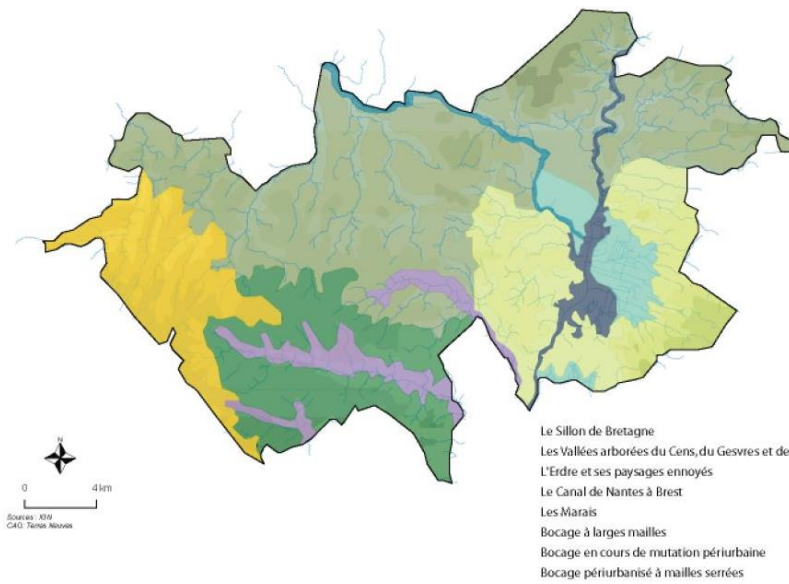 N
0 4 km
Sources : IGN
CAO: Terres Neuves
Le Sillon de Bretagne
Les Vallées arborées du Cens, du Gesvres et de
L'Erdre et ses paysages ennoyés
Le Canal de Nantes à Brest
Les Marais
Bocage à larges mailles
Bocage en cours de mutation périurbaine
Bocage périurbanisé à mailles serrées